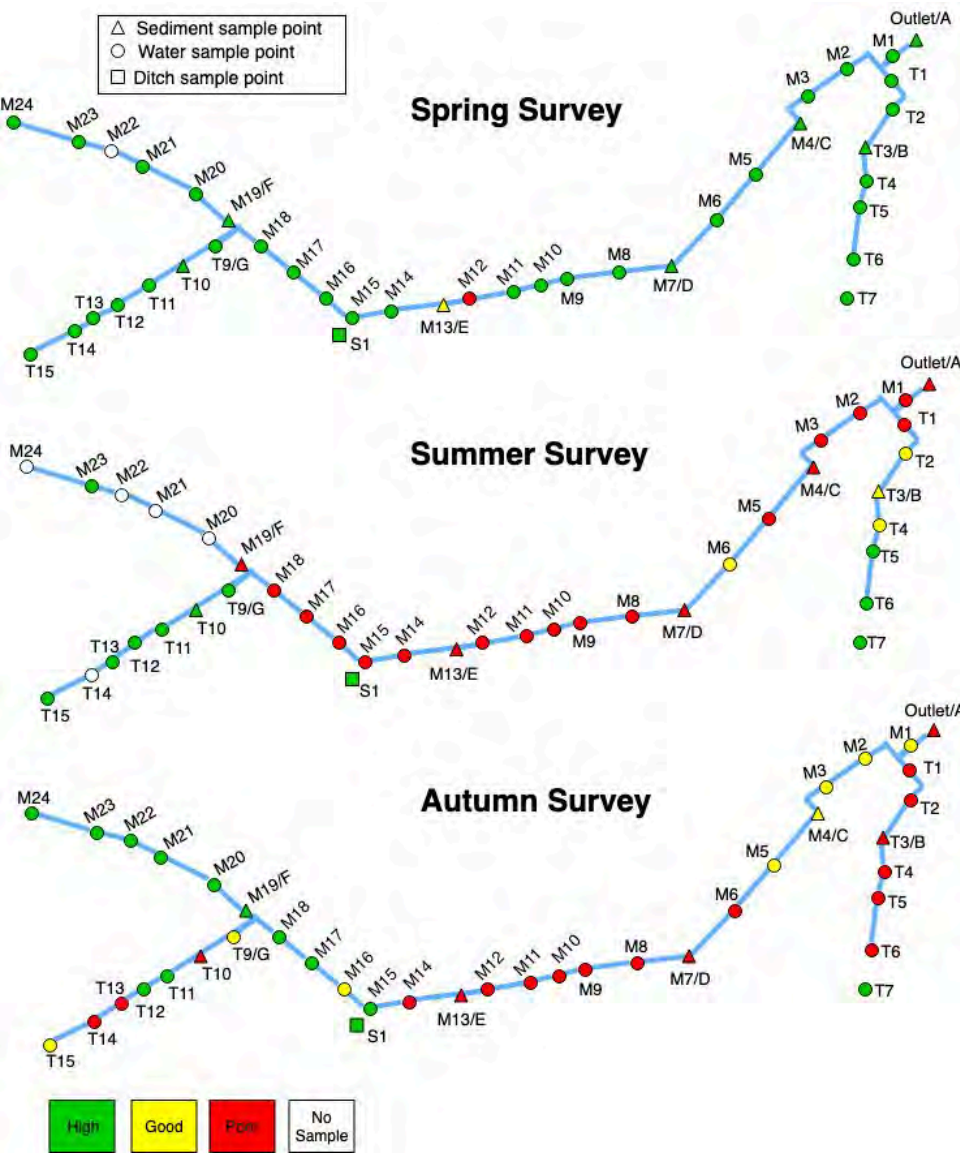 Sediment sample point
Water sample point
Ditch sample point
Spring Survey
Outlet/A
M1
M2
T1
M3
T2
M4/C
T3/B
M5
T4
M6
T5
T6
T7
M24
M23
M22
M21
M20
M19/F
M18
M17
M16
M15
M14
M13/E
M12
M11
M10
M9
M8
M7/D
T9/G
T10
T11
T12
T13
T14
T15
S1
Summer Survey
Outlet/A
M1
M2
T1
M3
T2
M4/C
T3/B
M5
T4
M6
T5
T6
T7
M24
M23
M22
M21
M20
M19/F
M18
M17
M16
M15
M14
M13/E
M12
M11
M10
M9
M8
M7/D
T9/G
T10
T11
T12
T13
T14
T15
S1
Autumn Survey
Outlet/A
M1
M2
T1
M3
T2
M4/C
T3/B
M5
T4
M6
T5
T6
T7
M24
M23
M22
M21
M20
M19/F
M18
M17
M16
M15
M14
M13/E
M12
M11
M10
M9
M8
M7/D
T9/G
T10
T11
T12
T13
T14
T15
S1
High
Good
Poor
No
Sample